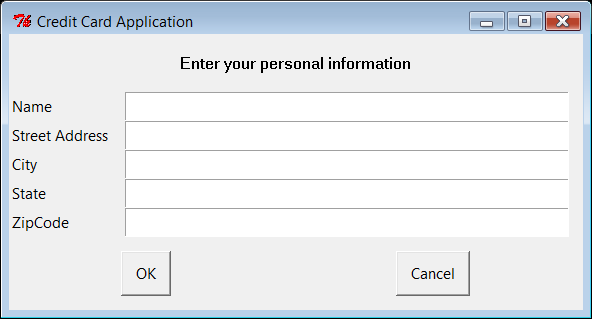 Credit Card Application
Enter your personal information
Name
Street Address
City
State
ZipCode
OK Cancel